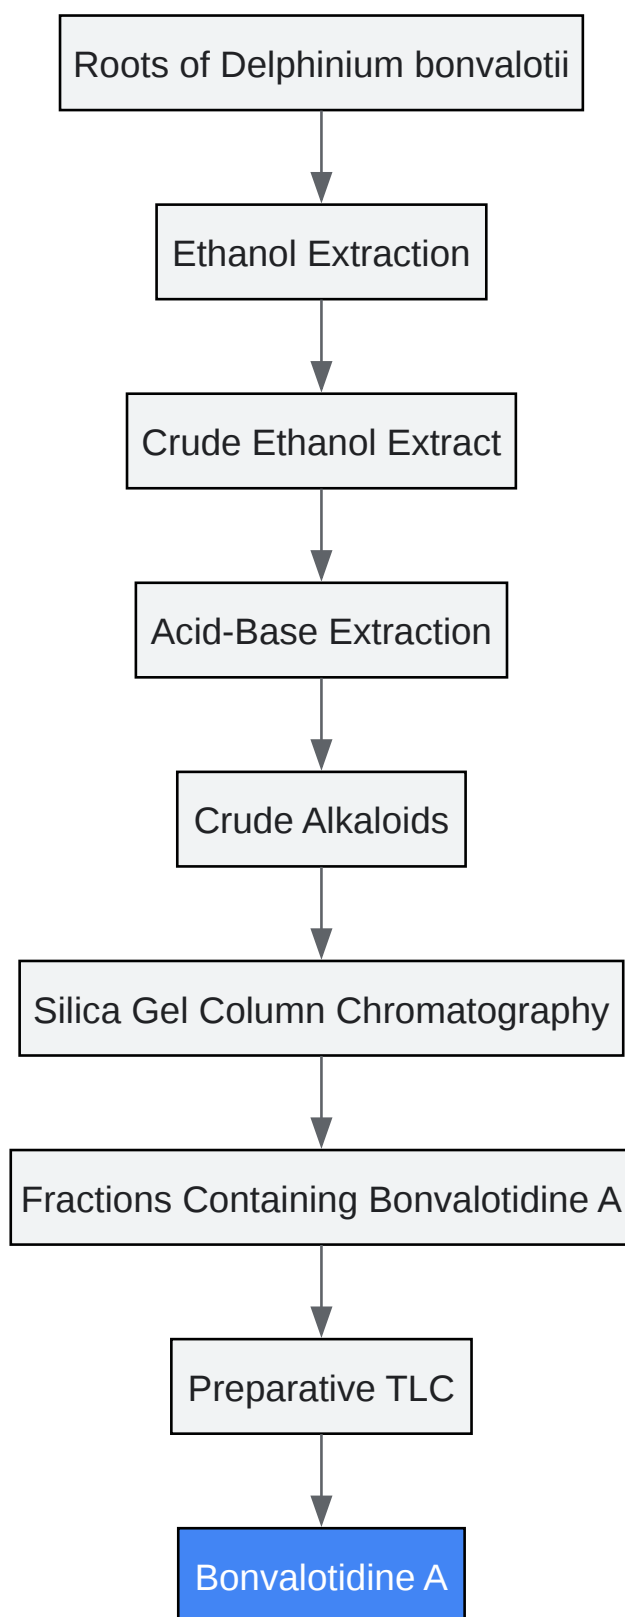 Roots of Delphinium bonvalotii
Ethanol Extraction
Crude Ethanol Extract
Acid-Base Extraction
Crude Alkaloids
Silica Gel Column Chromatography
Fractions Containing Bonvalotidine A
Preparative TLC
Bonvalotidine A